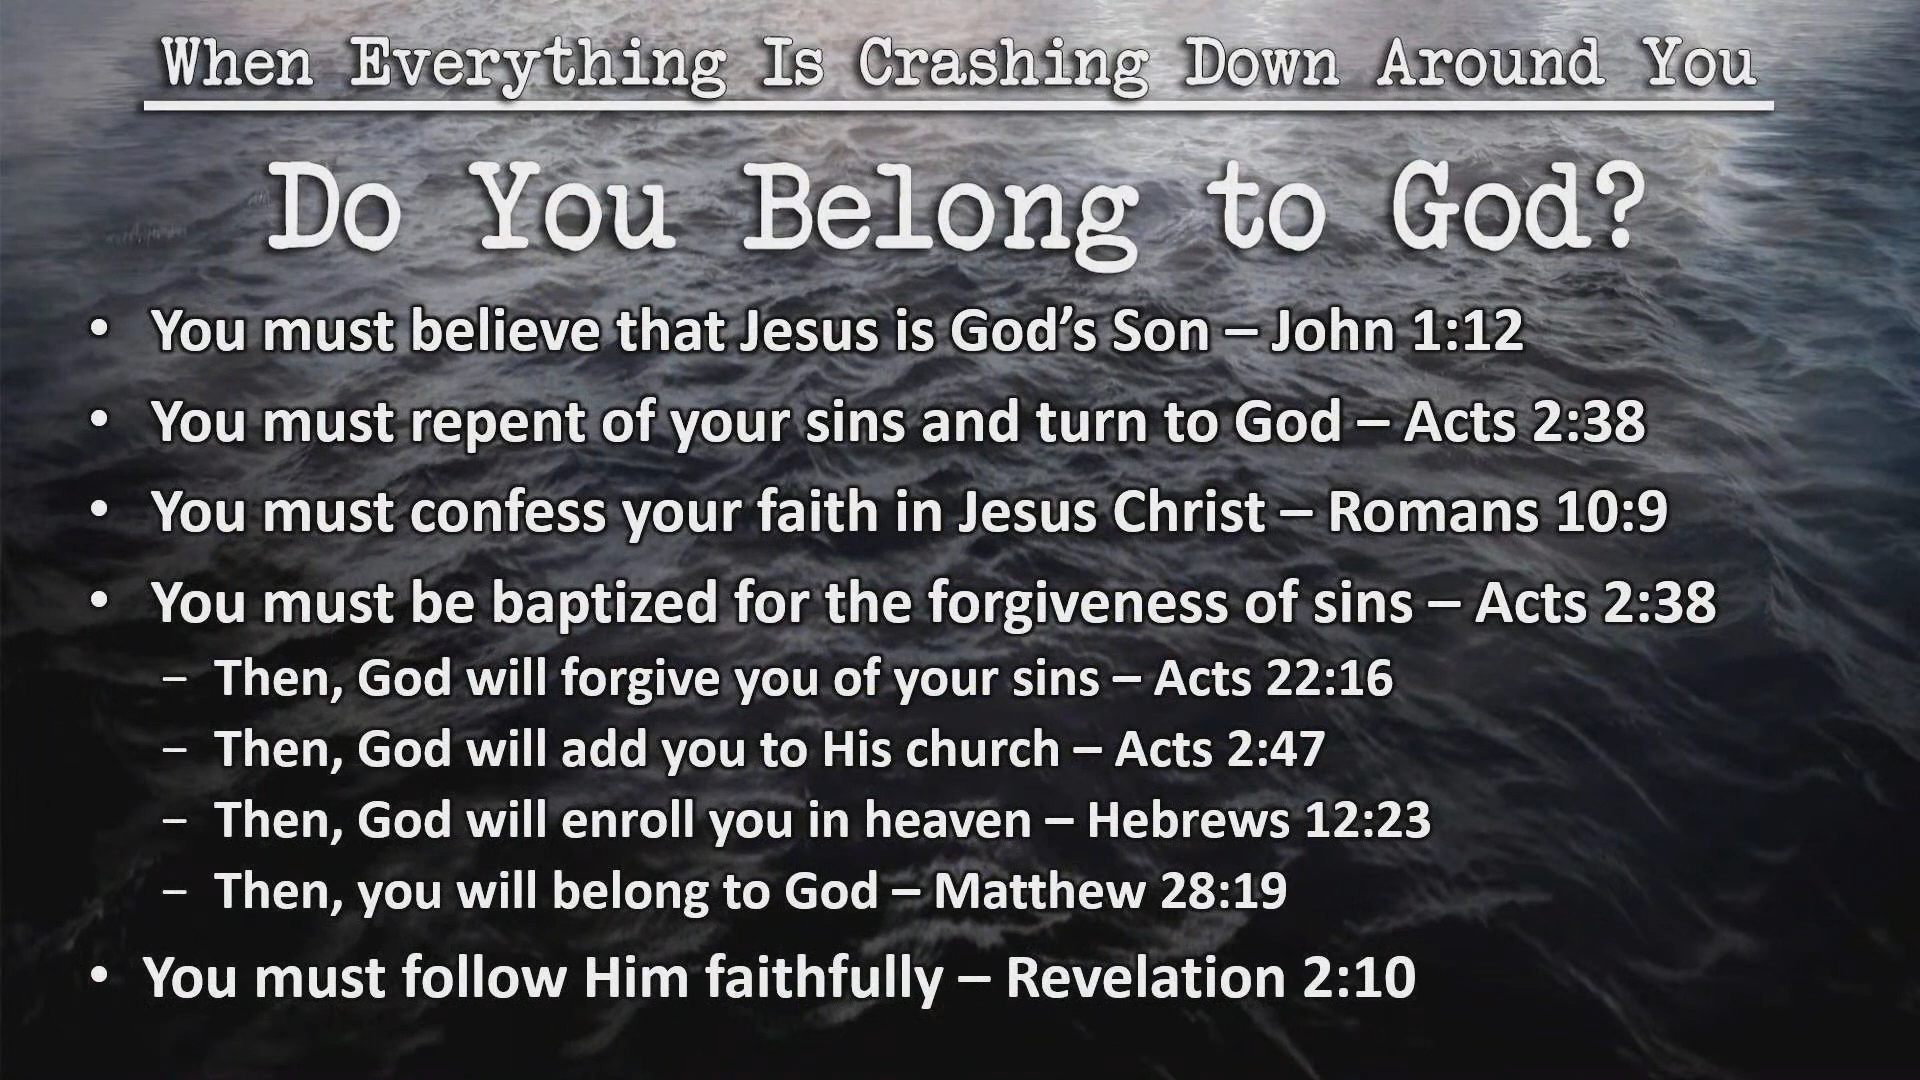 When Everything Is Crashing Down Around You
Do You Belong to God?
• You must believe that Jesus is God’s Son – John 1:12
• You must repent of your sins and turn to God – Acts 2:38
• You must confess your faith in Jesus Christ – Romans 10:9
• You must be baptized for the forgiveness of sins – Acts 2:38
– Then, God will forgive you of your sins – Acts 22:16
– Then, God will add you to His church – Acts 2:47
– Then, God will enroll you in heaven – Hebrews 12:23
– Then, you will belong to God – Matthew 28:19
• You must follow Him faithfully – Revelation 2:10